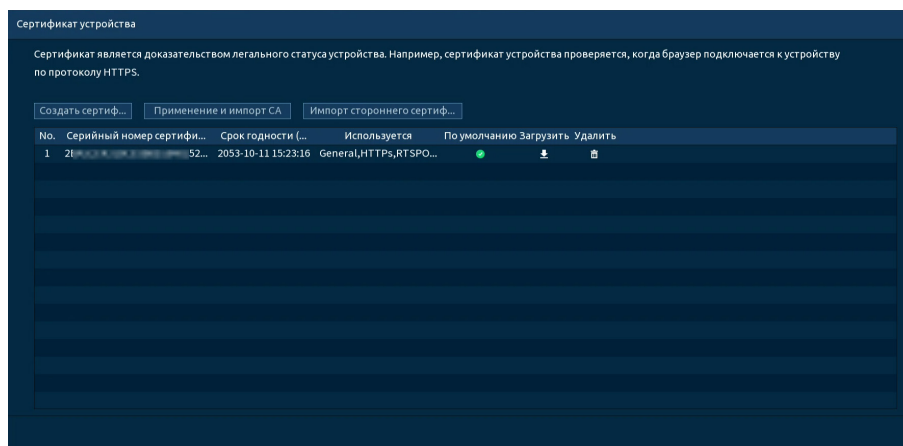 Сертификат устройства
Сертификат является доказательством легального статуса устройства. Например, сертификат устройства проверяется, когда браузер подключается к устройству
по протоколу HTTPS.
Создать сертиф... Применение и импорт СА Импорт стороннего сертиф...
No. Серийный номер сертифи... Срок годности (... Используется По умолчанию Загрузить Удалить
1 52... 2053-10-11 15:23:16 General,HTTPs,RTSPO...